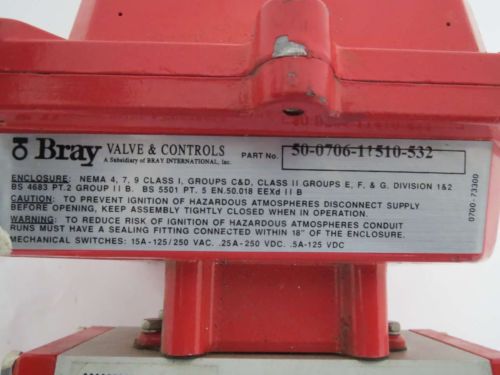 Bray VALVE & CONTROLS
A Subsidiary of BRAY INTERNATIONAL, Inc.
PART No. 50-0706-11510-532
ENCLOSURE: NEMA 4, 7, 9 CLASS I, GROUPS C&D, CLASS II GROUPS E, F, & G. DIVISION 1&2
BS 4683 PT.2 GROUP II B. BS 5501 PT. 5 EN.50.018 EEXd II B
CAUTION: TO PREVENT IGNITION OF HAZARDOUS ATMOSPHERES DISCONNECT SUPPLY
BEFORE OPENING, KEEP ASSEMBLY TIGHTLY CLOSED WHEN IN OPERATION.
WARNING: TO REDUCE RISK OF IGNITION OF HAZARDOUS ATMOSPHERES CONDUIT
RUNS MUST HAVE A SEALING FITTING CONNECTED WITHIN 18" OF THE ENCLOSURE.
MECHANICAL SWITCHES: 15A-125/250 VAC. .25A-250 VDC. .5A-125 VDC
0700-73300